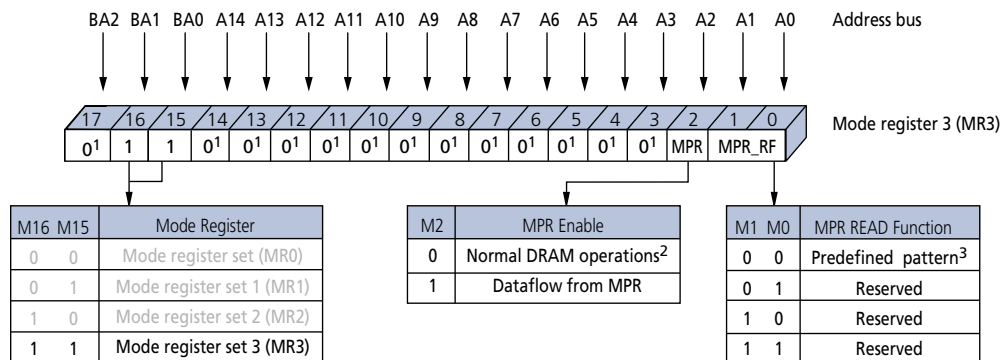 BA2 BA1 BA0 A14 A13 A12 A11 A10 A9 A8 A7 A6 A5 A4 A3 A2 A1 A0 Address bus
17 16 15 14 13 12 11 10 9 8 7 6 5 4 3 2 1 0 Mode register 3 (MR3)
0¹ 1 1 0¹ 0¹ 0¹ 0¹ 0¹ 0¹ 0¹ 0¹ 0¹ 0¹ 0¹ 0¹ MPR MPR_RF
M16 M15 Mode Register
0 0 Mode register set (MR0)
0 1 Mode register set 1 (MR1)
1 0 Mode register set 2 (MR2)
1 1 Mode register set 3 (MR3)
M2 MPR Enable
0 Normal DRAM operations²
1 Dataflow from MPR
M1 M0 MPR READ Function
0 0 Predefined pattern³
0 1 Reserved
1 0 Reserved
1 1 Reserved